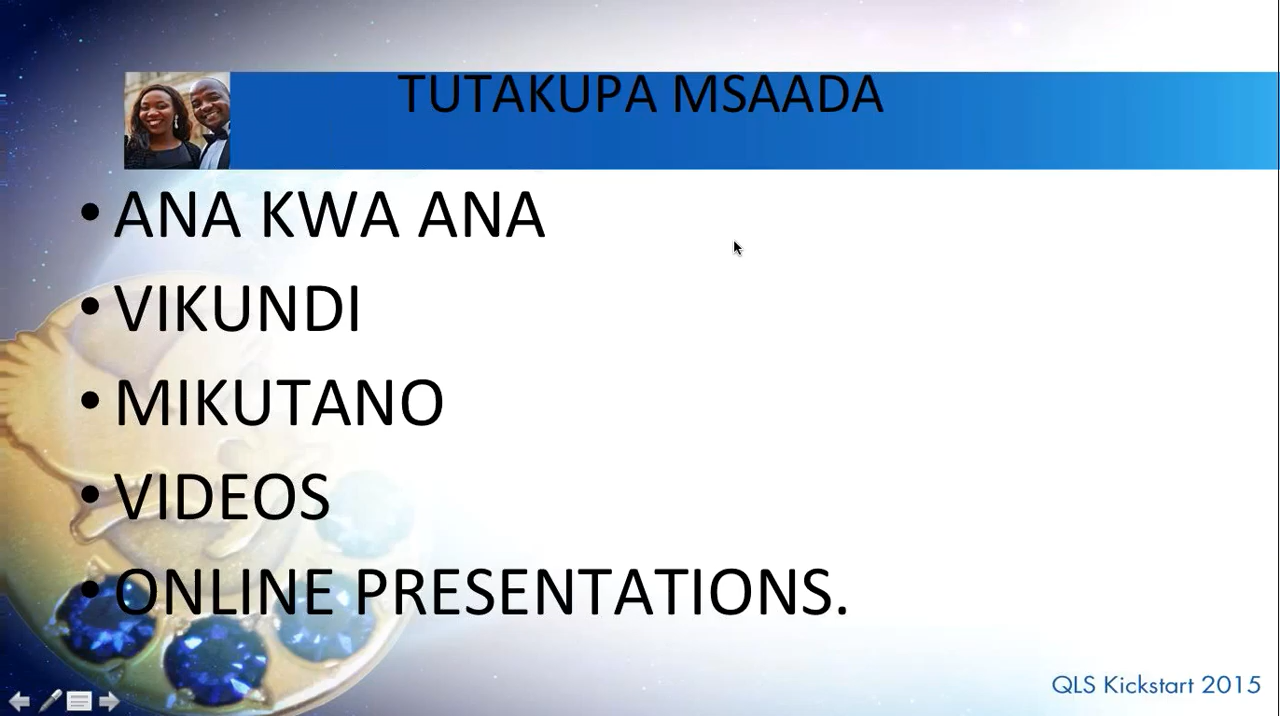 TUTAKUPA MSAADA
• ANA KWA ANA
• VIKUNDI
• MIKUTANO
• VIDEOS
• ONLINE PRESENTATIONS.
QLS Kickstart 2015